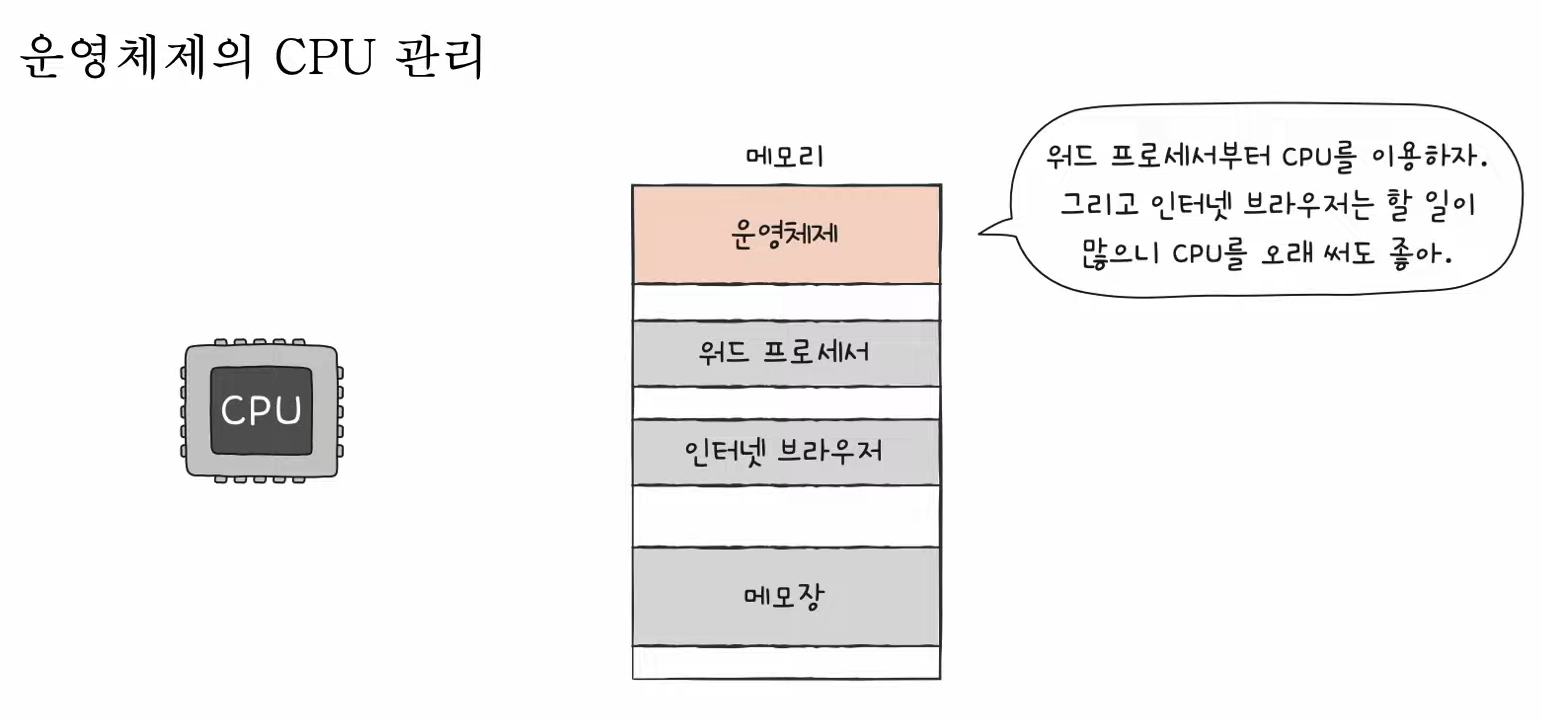 운영체제의 CPU 관리
메모리
운영체제
워드 프로세서
인터넷 브라우저
메모장
워드 프로세서부터 CPU를 이용하자.
그리고 인터넷 브라우저는 할 일이
많으니 CPU를 오래 써도 좋아.
CPU